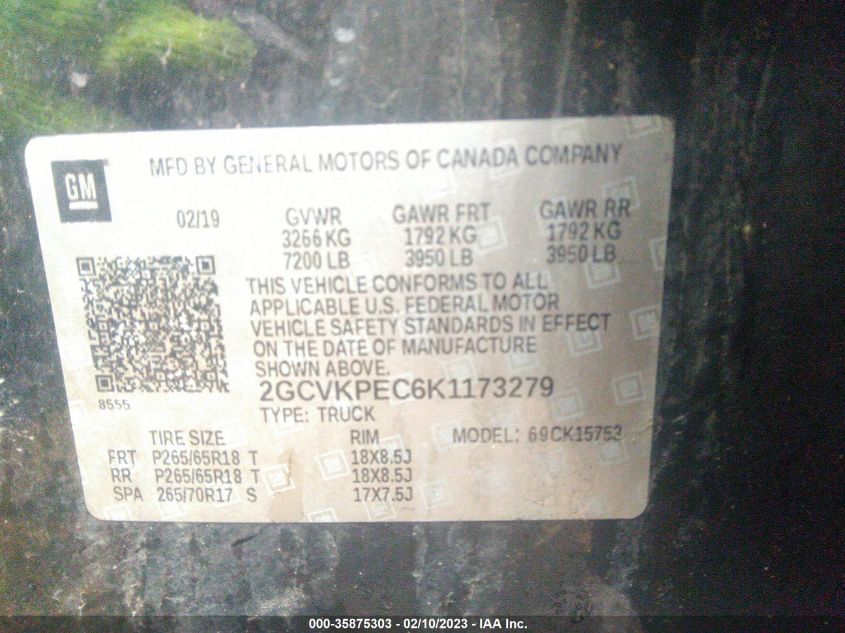 GM
MFD BY GENERAL MOTORS OF CANADA COMPANY
02/19 GVWR GAWR FRT GAWR RR
3266 KG 1792 KG 1792 KG
7200 LB 3950 LB 3950 LB
THIS VEHICLE CONFORMS TO ALL
APPLICABLE U.S. FEDERAL MOTOR
VEHICLE SAFETY STANDARDS IN EFFECT
ON THE DATE OF MANUFACTURE
SHOWN ABOVE.
2GCVKPEC6K1173279
8555
TYPE: TRUCK
TIRE SIZE RIM MODEL: 69CK15753
FRT P265/65R18 T 18X8.5J
RR P265/65R18 T 18X8.5J
SPA 265/70R17 S 17X7.5J
000-35875303 - 02/10/2023 - IAA Inc.